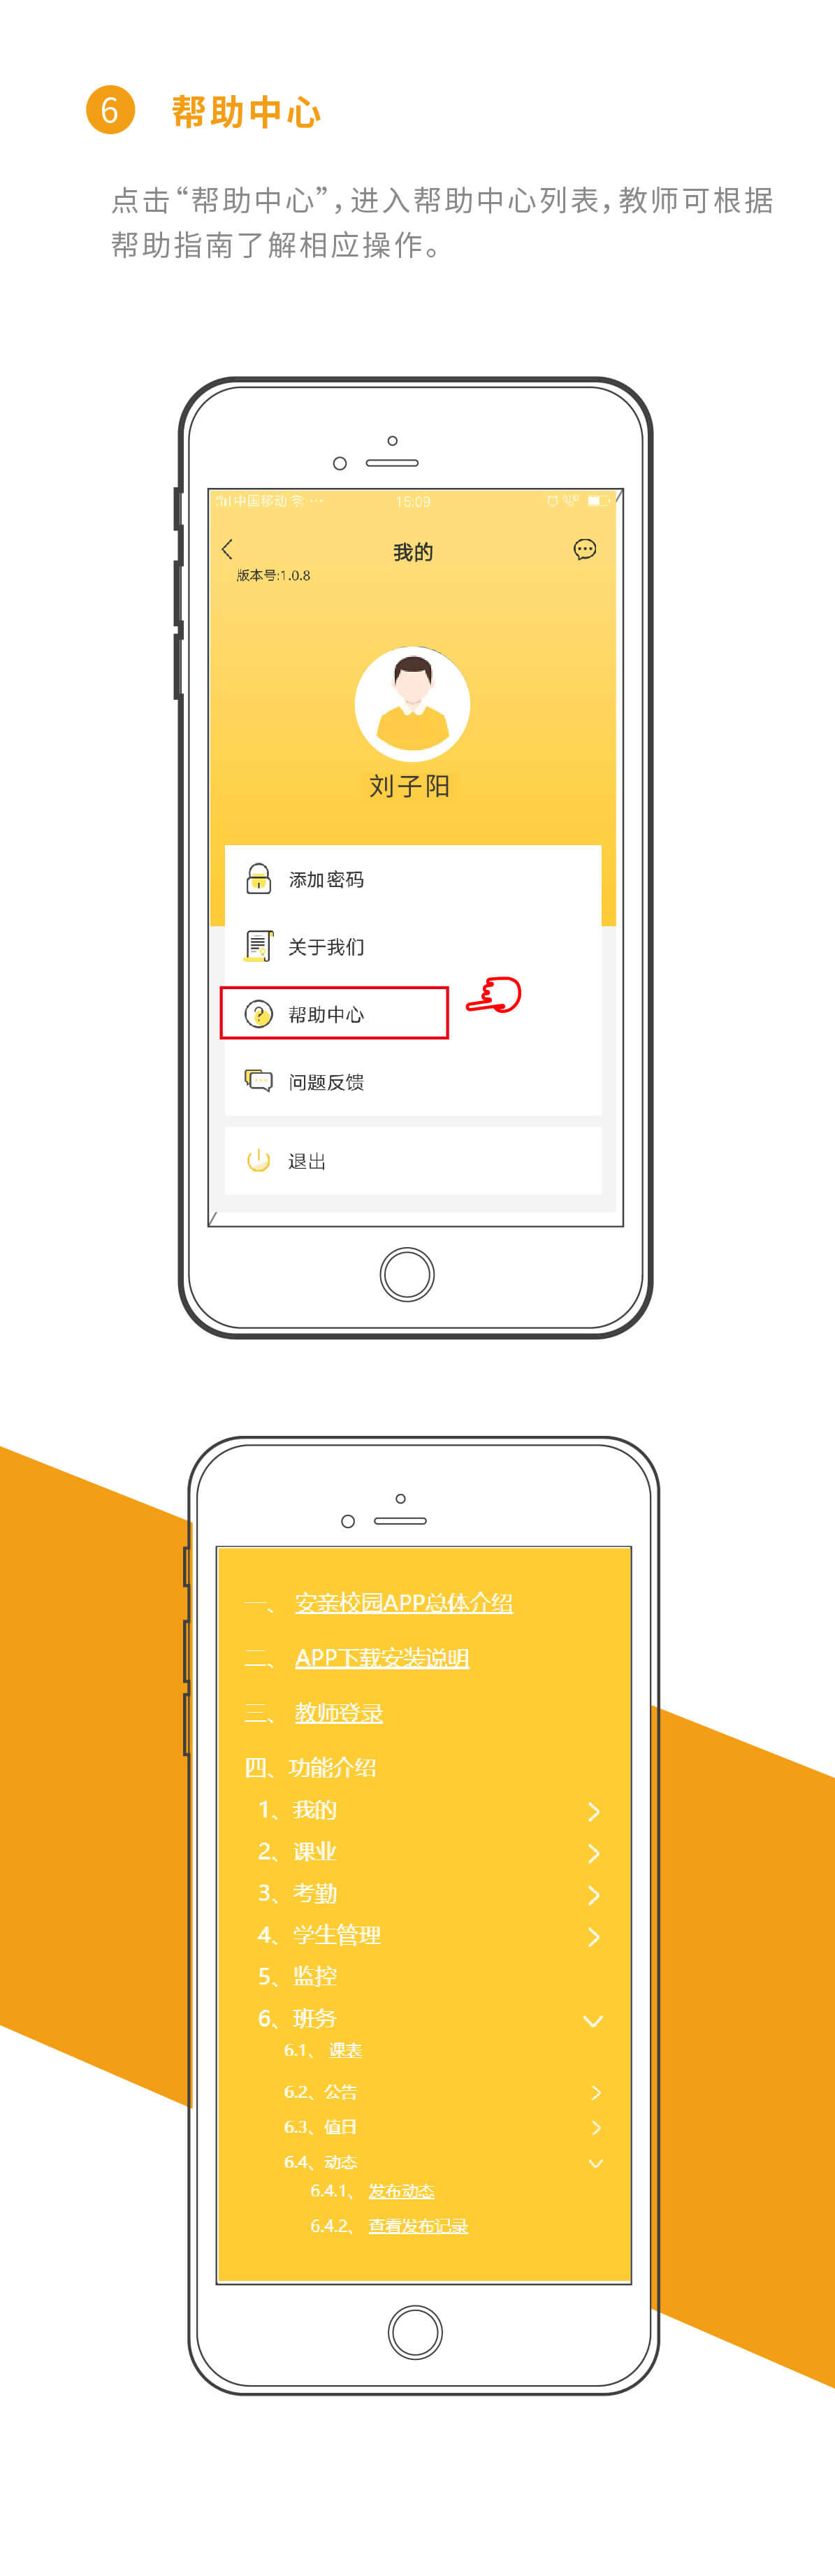 6 帮助中心
点击“帮助中心”，进入帮助中心列表，教师可根据
帮助指南了解相应操作。
中国移动 15:09
我的
版本号:1.0.8
刘子阳
添加密码
关于我们
帮助中心
问题反馈
退出
一、 安亲校园APP总体介绍
二、 APP下载安装说明
三、 教师登录
四、功能介绍
1、我的
2、课业
3、考勤
4、学生管理
5、监控
6、班务
6.1、 课表
6.2、公告
6.3、值日
6.4、动态
6.4.1、 发布动态
6.4.2、 查看发布记录